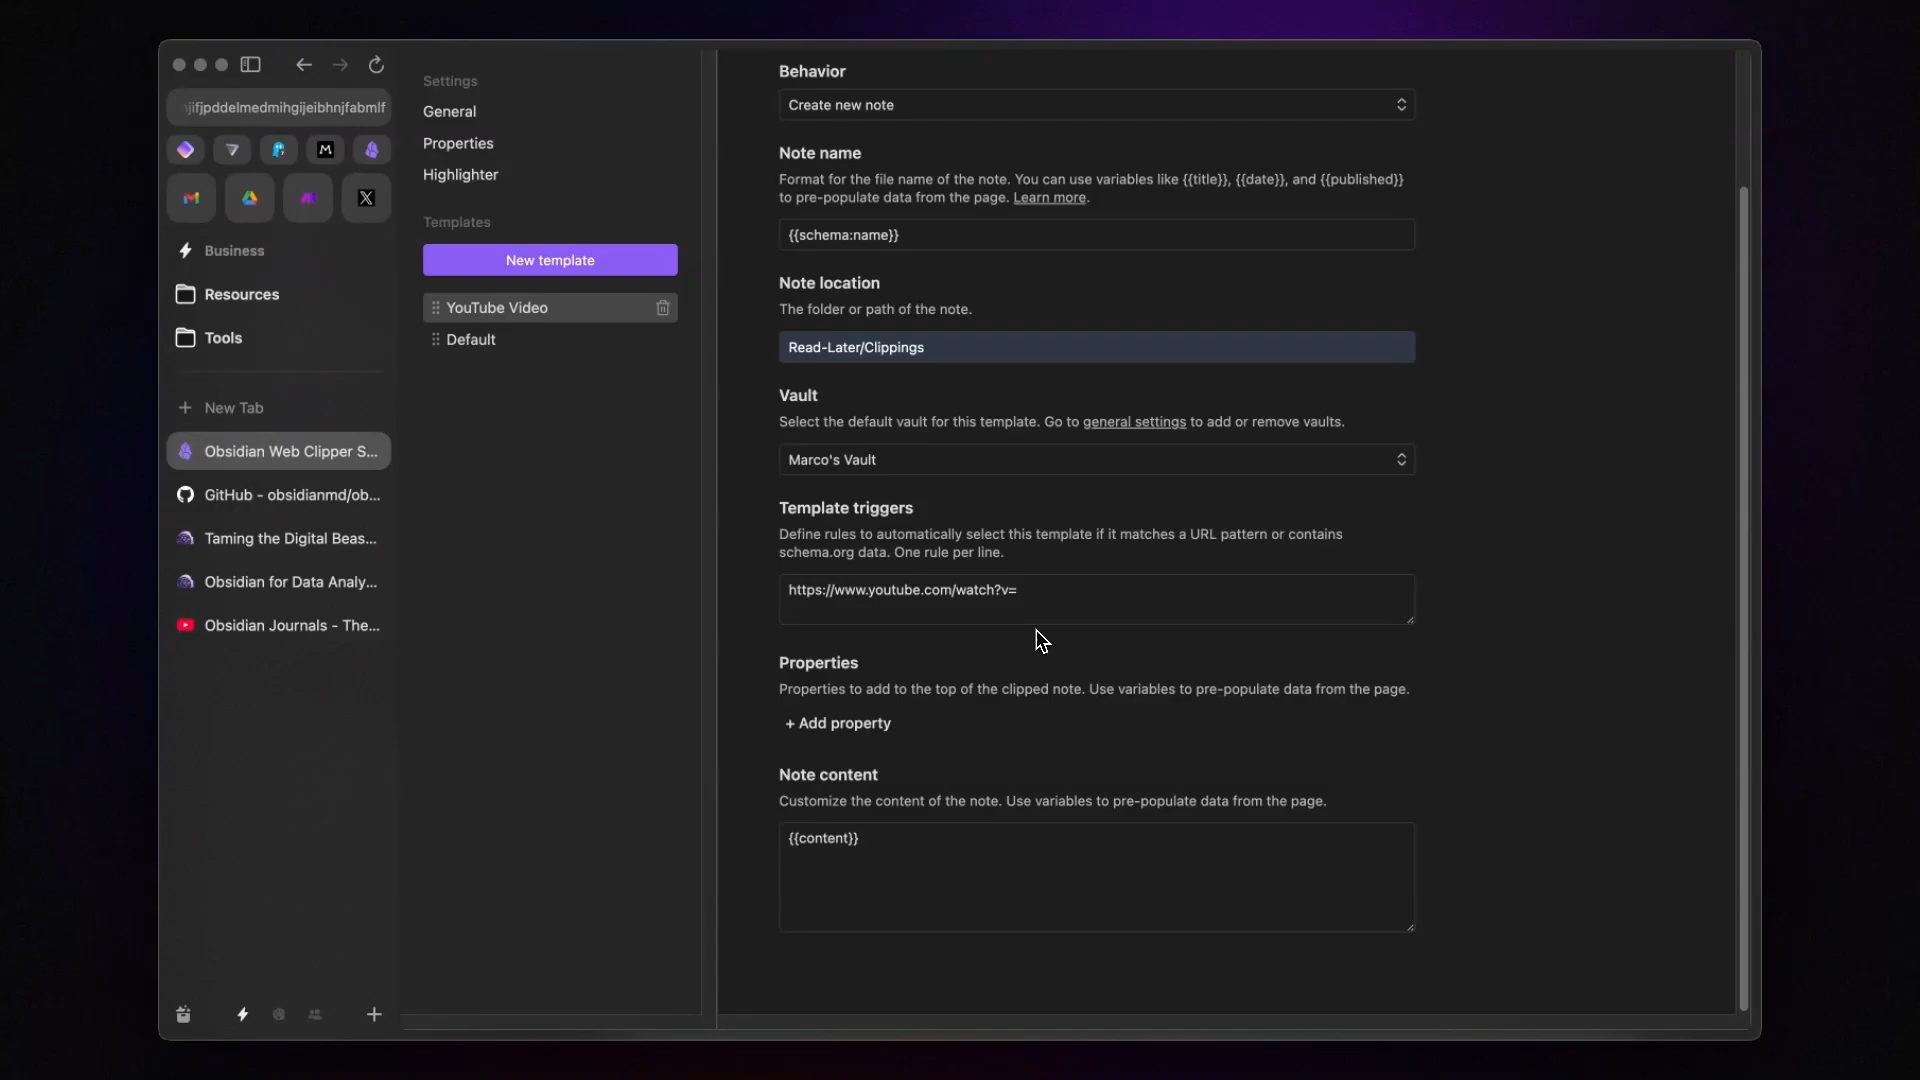 jifjpddelmedmihgijeibhnjfabmlf
Business
Resources
Tools
New Tab
Obsidian Web Clipper S...
GitHub - obsidianmd/ob...
Taming the Digital Beas...
Obsidian for Data Analy...
Obsidian Journals - The...
Settings
General
Properties
Highlighter
Templates
New template
YouTube Video
Default
Behavior
Create new note
Note name
Format for the file name of the note. You can use variables like {{title}}, {{date}}, and {{published}}
to pre-populate data from the page. Learn more.
{{schema:name}}
Note location
The folder or path of the note.
Read-Later/Clippings
Vault
Select the default vault for this template. Go to general settings to add or remove vaults.
Marco's Vault
Template triggers
Define rules to automatically select this template if it matches a URL pattern or contains
schema.org data. One rule per line.
https://www.youtube.com/watch?v=
Properties
Properties to add to the top of the clipped note. Use variables to pre-populate data from the page.
+ Add property
Note content
Customize the content of the note. Use variables to pre-populate data from the page.
{{content}}